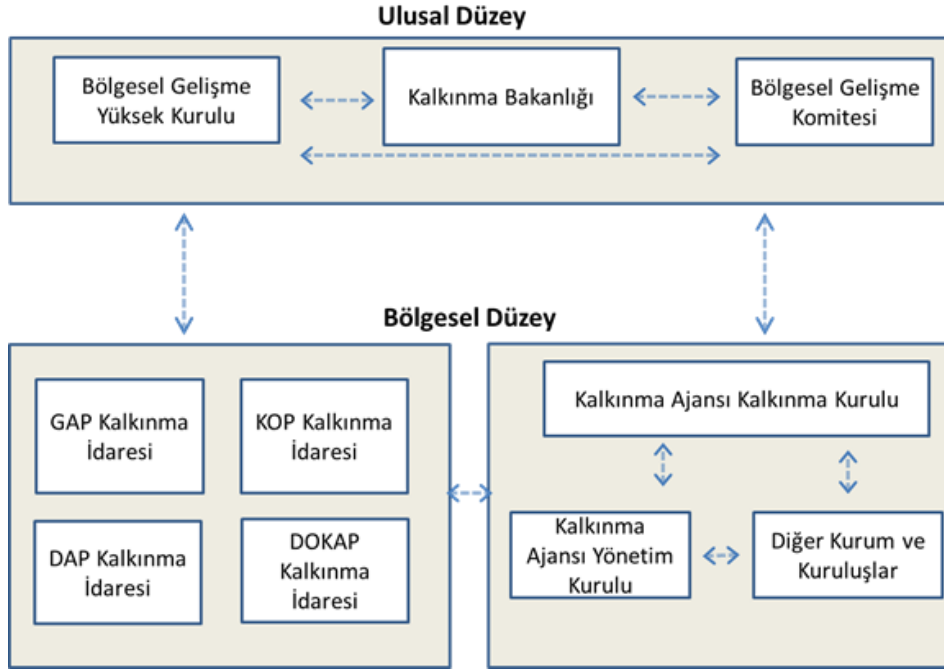 Ulusal Düzey
Bölgesel Gelişme
Yüksek Kurulu
Kalkınma Bakanlığı
Bölgesel Gelişme
Komitesi
Bölgesel Düzey
GAP Kalkınma
İdaresi
KOP Kalkınma
İdaresi
DAP Kalkınma
İdaresi
DOKAP
Kalkınma
İdaresi
Kalkınma Ajansı Kalkınma Kurulu
Kalkınma
Ajansı Yönetim
Kurulu
Diğer Kurum ve
Kuruluşlar